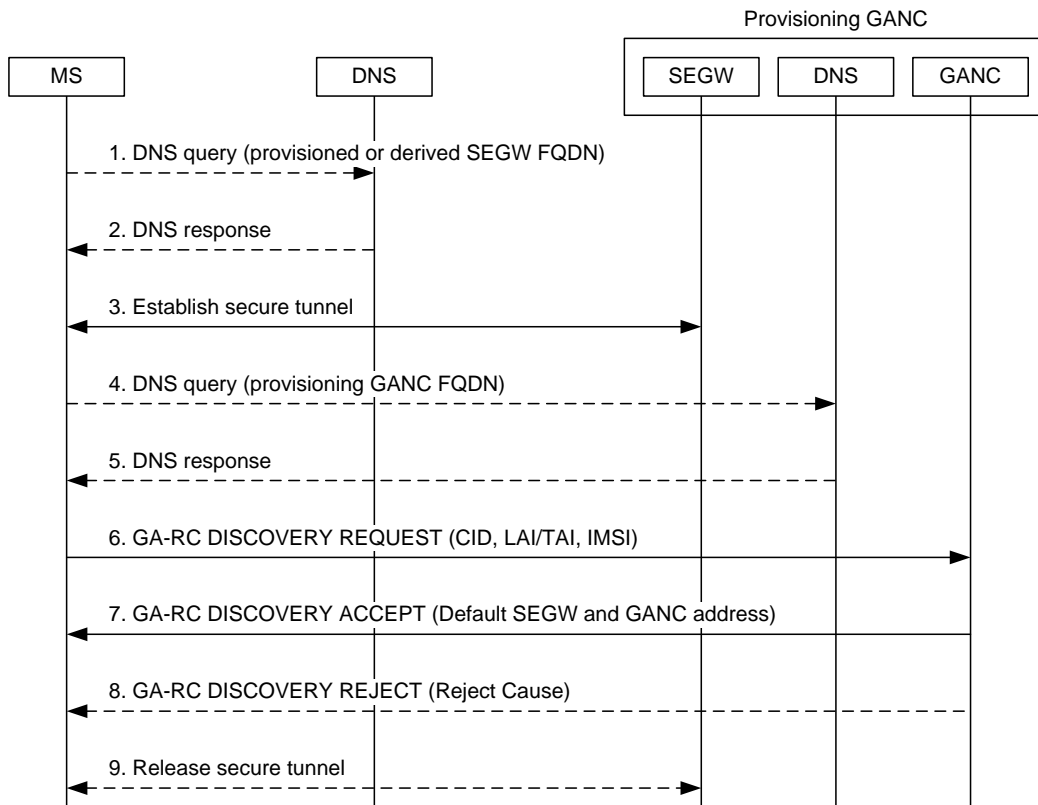 Provisioning GANC
MS
DNS
SEGW
DNS
GANC
1. DNS query (provisioned or derived SEGW FQDN)
2. DNS response
3. Establish secure tunnel
4. DNS query (provisioning GANC FQDN)
5. DNS response
6. GA-RC DISCOVERY REQUEST (CID, LAI/TAI, IMSI)
7. GA-RC DISCOVERY ACCEPT (Default SEGW and GANC address)
8. GA-RC DISCOVERY REJECT (Reject Cause)
9. Release secure tunnel